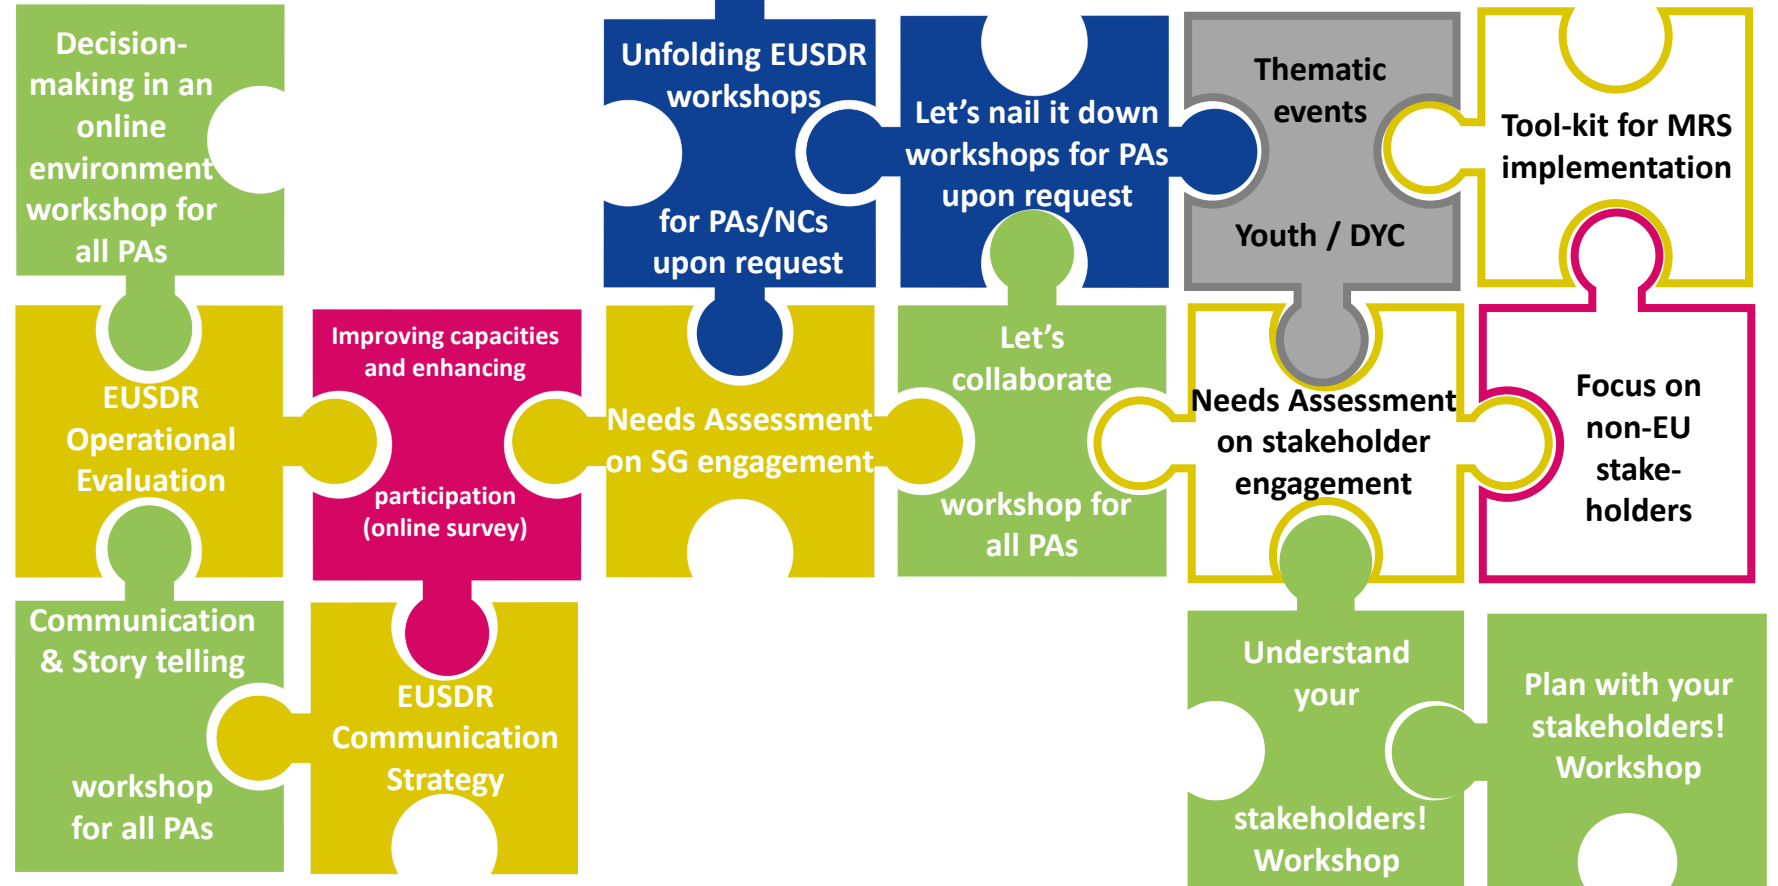 Decision-
making in an
online
environment
workshop for
all PAs
Unfolding EUSDR
workshops
for PAs/NCs
upon request
Let's nail it down
workshops for PAs
upon request
Thematic
events
Youth / DYC
Tool-kit for MRS
implementation
EUSDR
Operational
Evaluation
Improving capacities
and enhancing
participation
(online survey)
Needs Assessment
on SG engagement
Let's
collaborate
workshop for
all PAs
Needs Assessment
on stakeholder
engagement
Focus on
non-EU
stake-
holders
Communication
& Story telling
workshop
for all PAs
EUSDR
Communication
Strategy
Understand
your
stakeholders!
Workshop
Plan with your
stakeholders!
Workshop